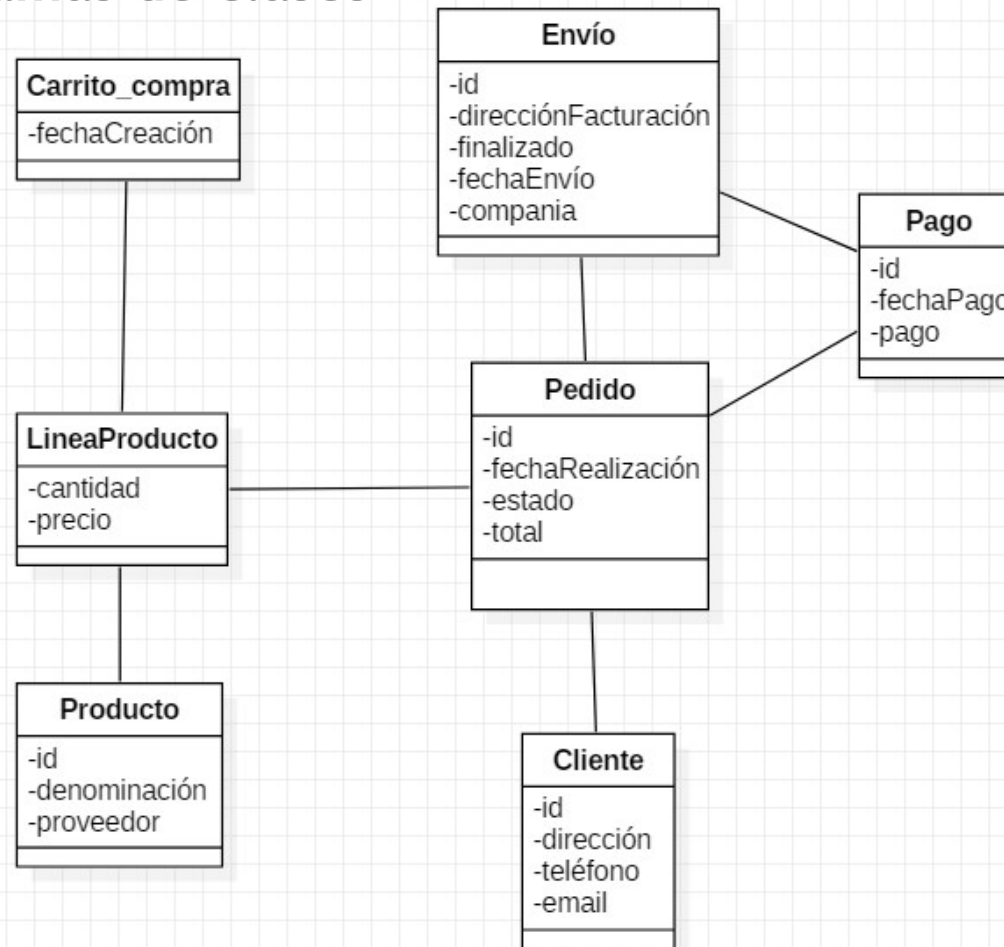 Carrito_compra
-fechaCreación
Envío
-id
-direcciónFacturación
-finalizado
-fechaEnvío
-compania
Pago
-id
-fechaPago
-pago
LineaProducto
-cantidad
-precio
Pedido
-id
-fechaRealización
-estado
-total
Producto
-id
-denominación
-proveedor
Cliente
-id
-dirección
-teléfono
-email